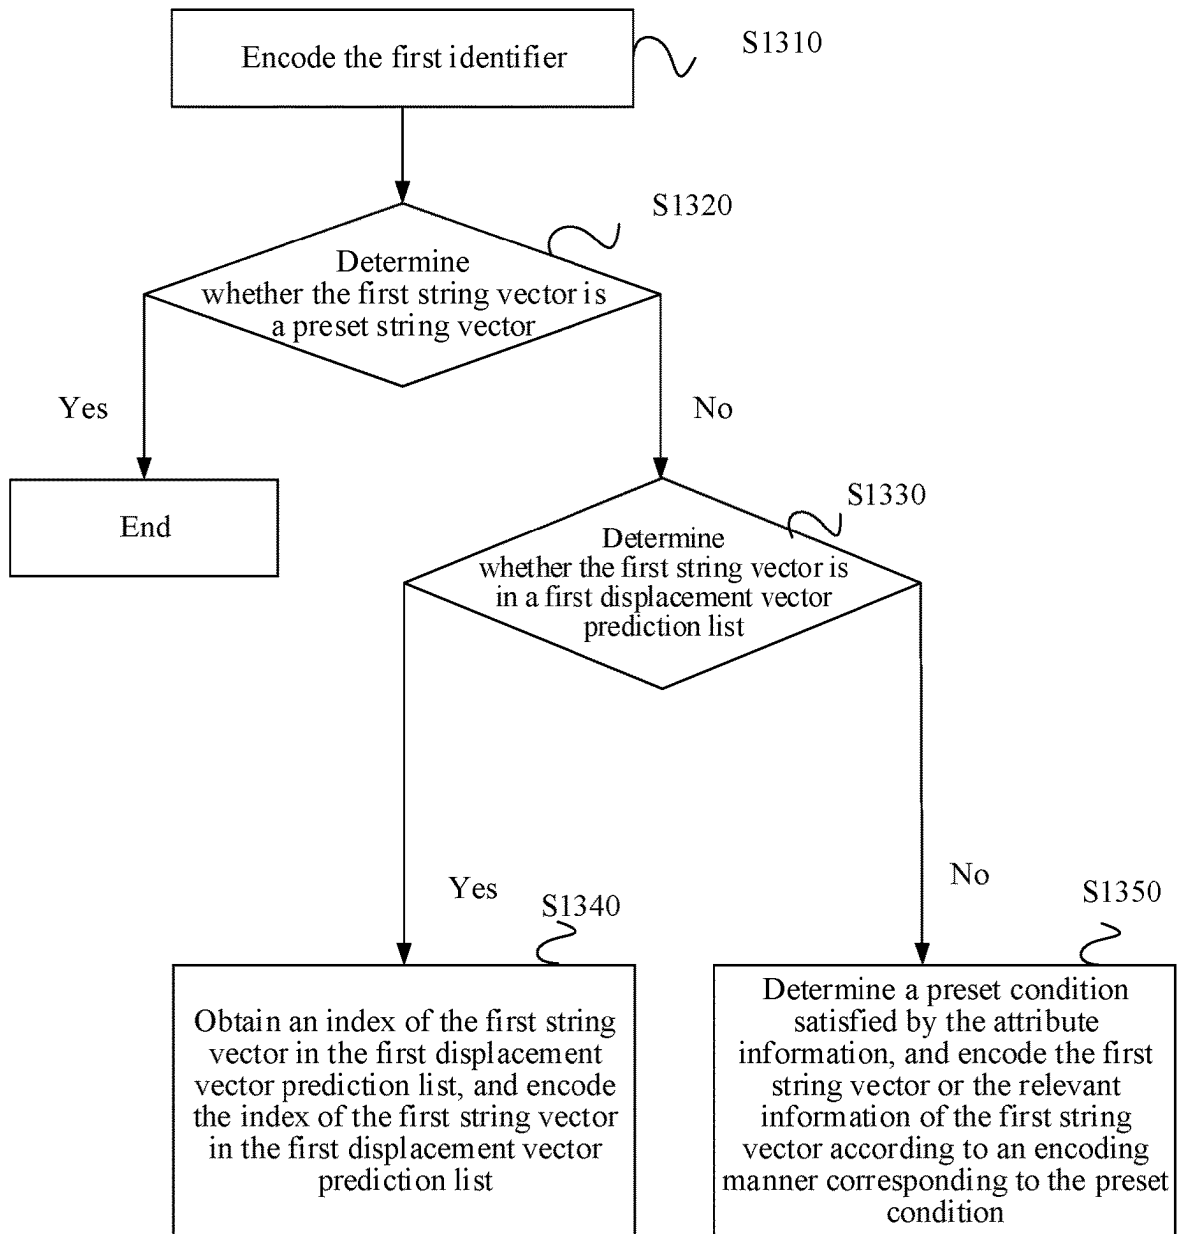 Encode the first identifier
S1310
S1320
Determine
whether the first string vector is
a preset string vector
Yes
No
End
S1330
Determine
whether the first string vector is
in a first displacement vector
prediction list
Yes
No
S1340
S1350
Obtain an index of the first string
vector in the first displacement
vector prediction list, and encode
the index of the first string vector
in the first displacement vector
prediction list
Determine a preset condition
satisfied by the attribute
information, and encode the first
string vector or the relevant
information of the first string
vector according to an encoding
manner corresponding to the preset
condition